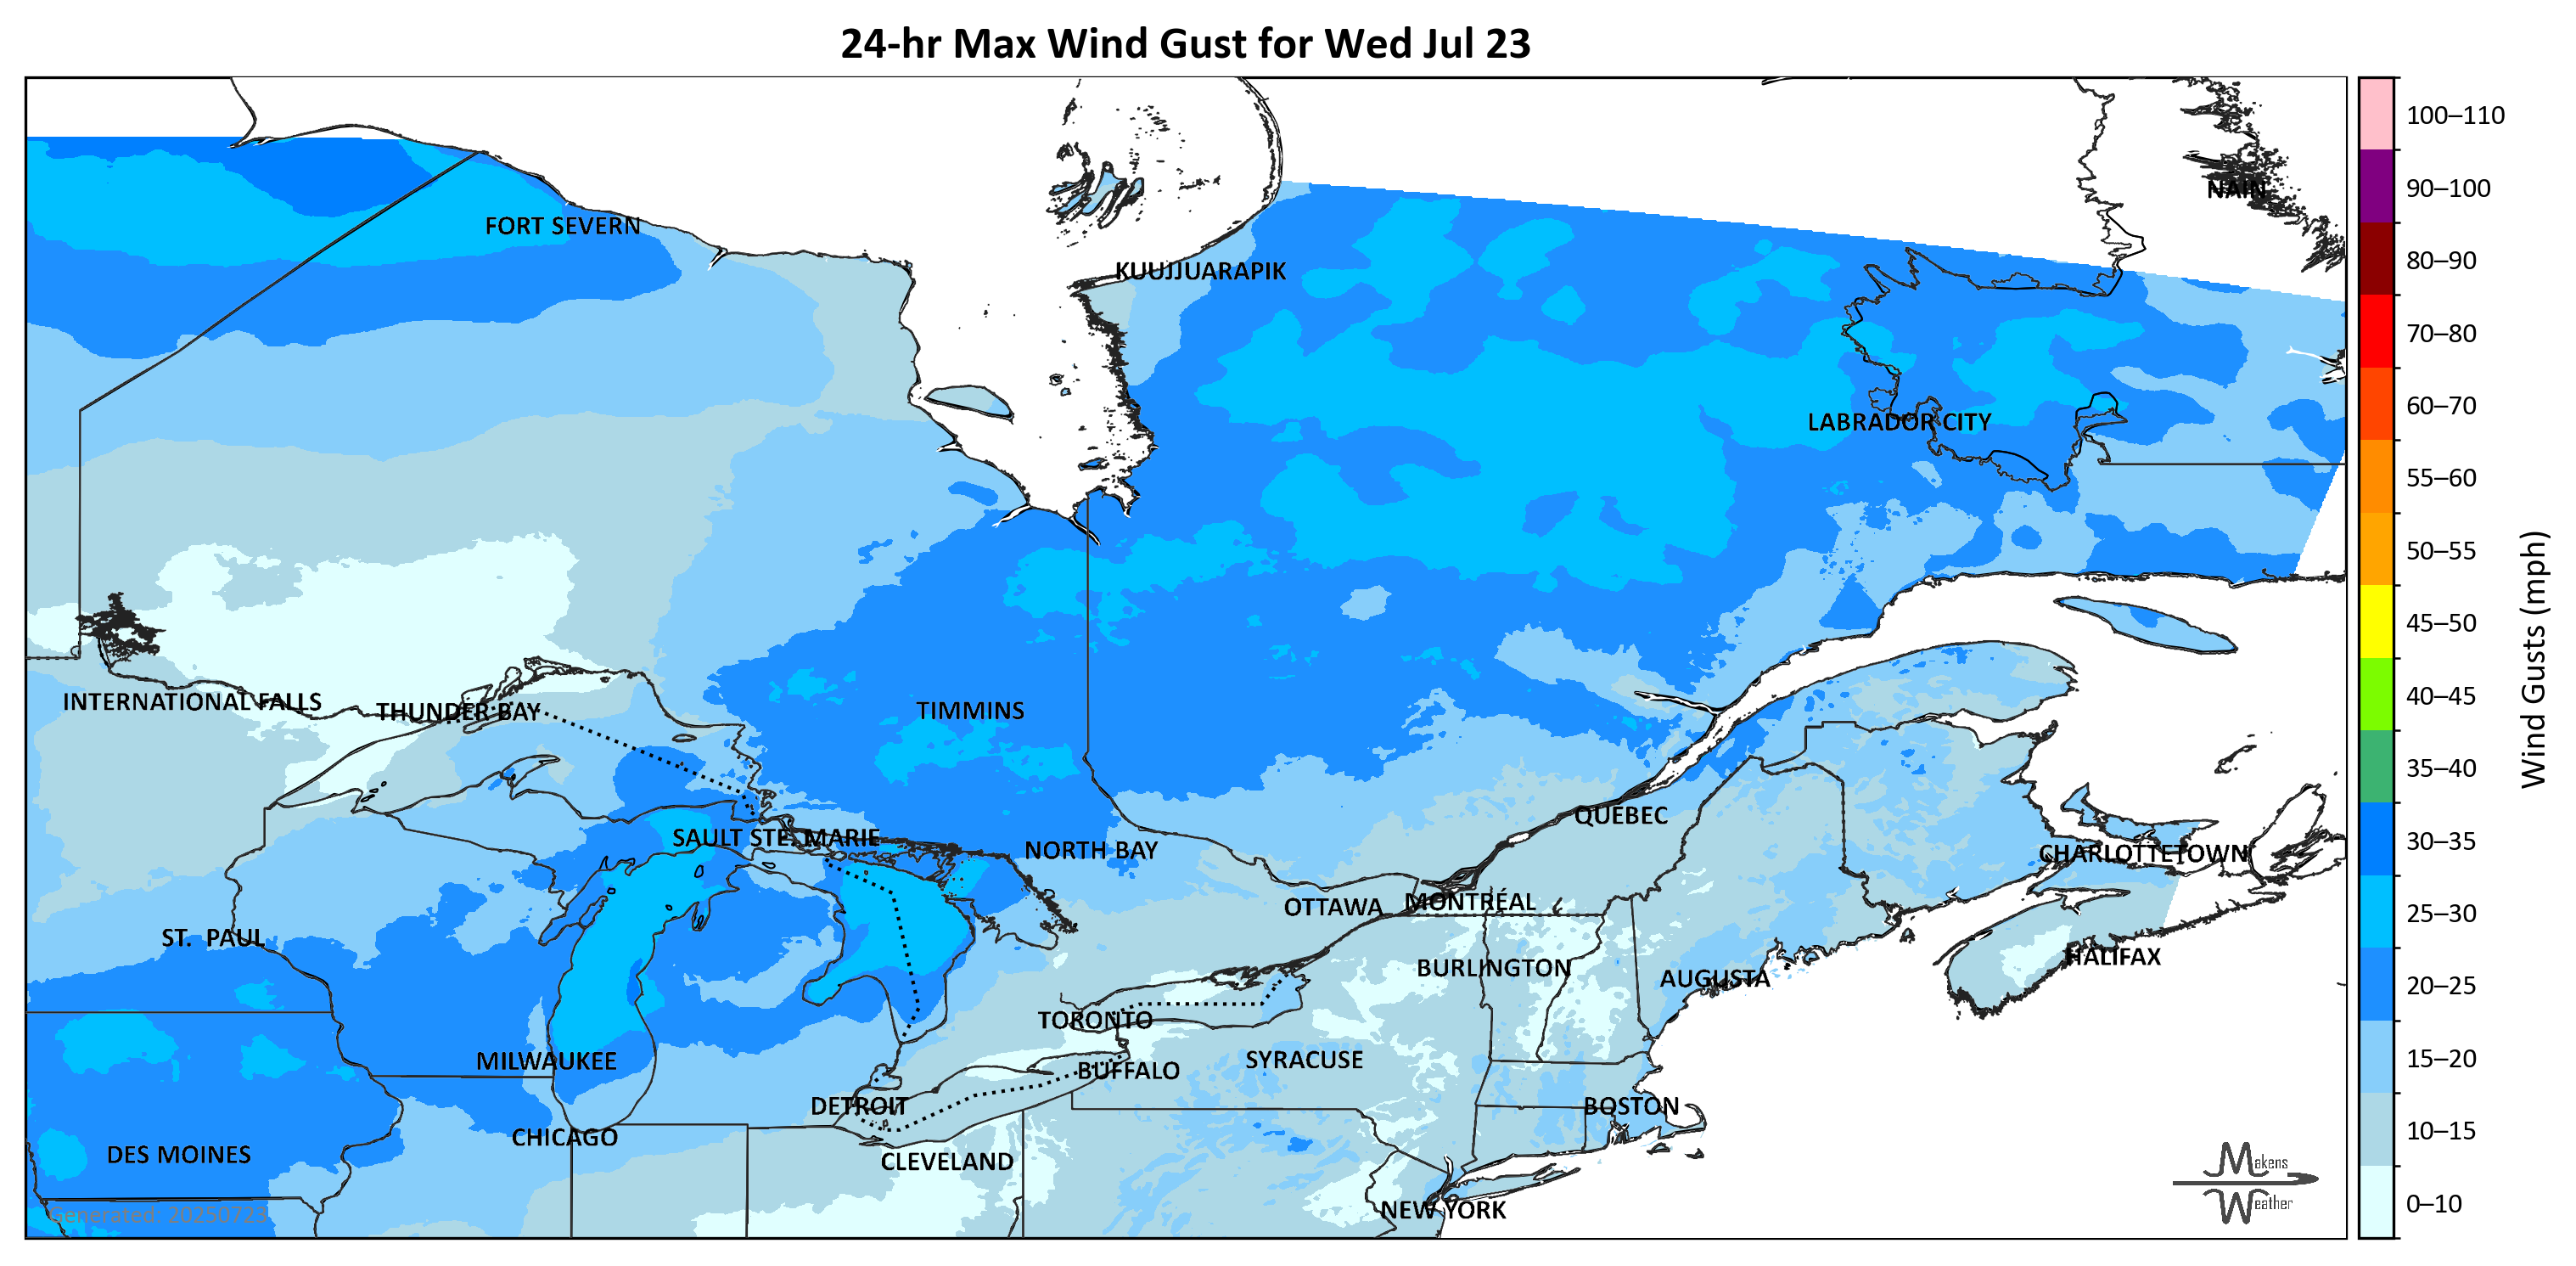 24-hr Max Wind Gust for Wed Jul 23
NAIN
FORT SEVERN
KUUJJUARAPIK
LABRADOR CITY
INTERNATIONAL FALLS
THUNDER BAY
TIMMINS
QUEBEC
SAULT STE. MARIE
NORTH BAY
CHARLOTTETOWN
OTTAWA
MONTRÉAL
ST. PAUL
HALIFAX
BURLINGTON
AUGUSTA
TORONTO
MILWAUKEE
SYRACUSE
BUFFALO
DETROIT
BOSTON
CHICAGO
DES MOINES
CLEVELAND
NEW YORK
Generated: 20250723
Makens
Weather
100–110
90–100
80–90
70–80
60–70
55–60
50–55
45–50
40–45
35–40
30–35
25–30
20–25
15–20
10–15
0–10
Wind Gusts (mph)